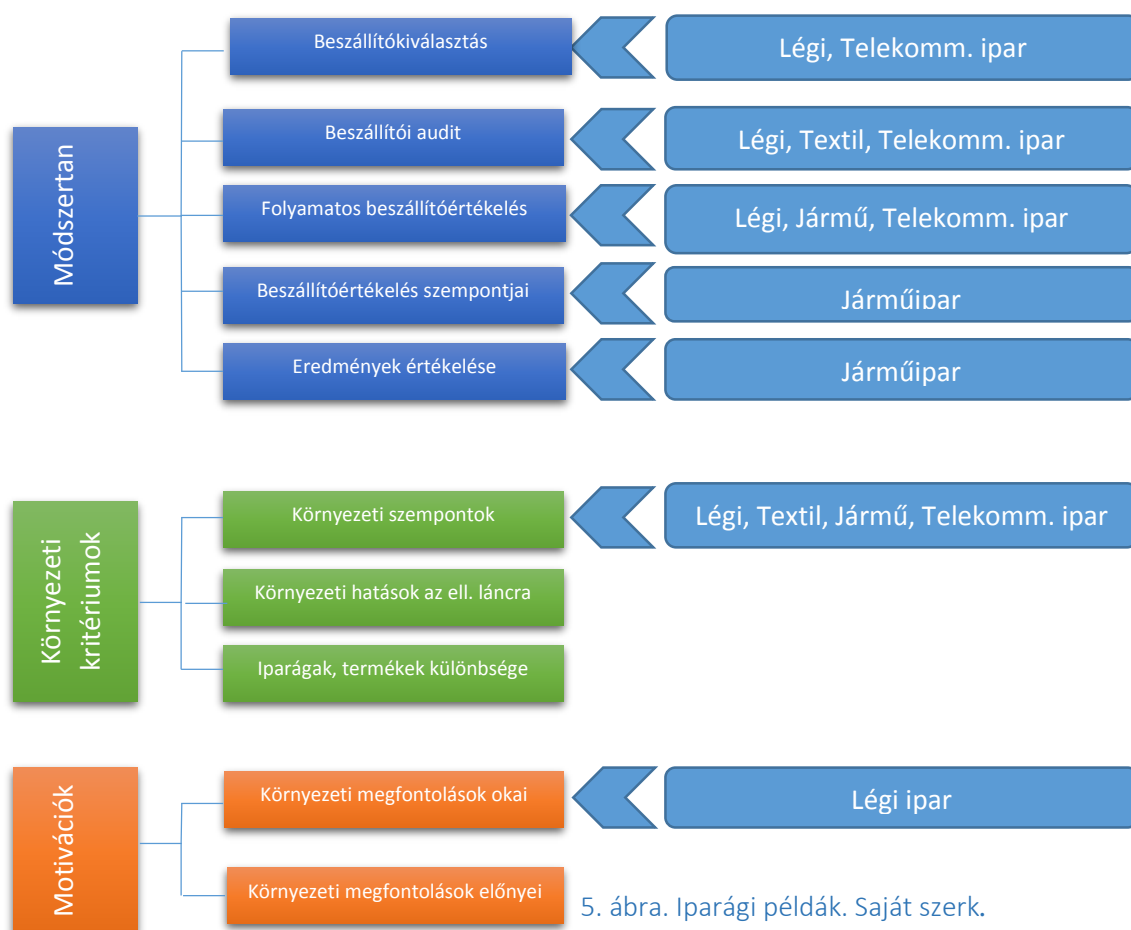 Módszertan
Beszállítókiválasztás
Légi, Telekomm. ipar
Beszállítói audit
Légi, Textil, Telekomm. ipar
Folyamatos beszállítóértékelés
Légi, Jármű, Telekomm. ipar
Beszállítóértékelés szempontjai
Járműipar
Eredmények értékelése
Járműipar
Környezeti
kritériumok
Környezeti szempontok
Légi, Textil, Jármű, Telekomm. ipar
Környezeti hatások az ell. láncra
Iparágak, termékek különbsége
Motivációk
Környezeti megfontolások okai
Légi ipar
Környezeti megfontolások előnyei
5. ábra. Iparági példák. Saját szerk.